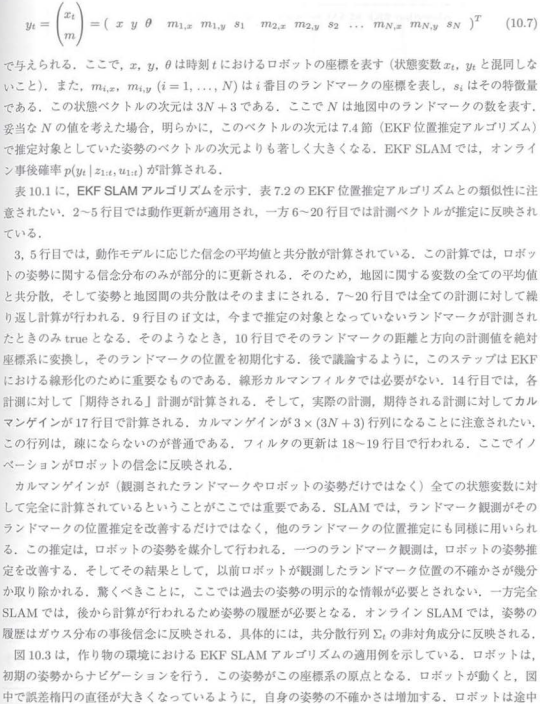 y_t = \begin{pmatrix} x_t \\ m \end{pmatrix} = ( x y θ m_{1,x} m_{1,y} s_1 m_{2,x} m_{2,y} s_2 … m_{N,x} m_{N,y} s_N )^T (10.7)
で与えられる．ここで，x，y，θ は時刻 t におけるロボットの座標を表す（状態変数 x_t，y_t と混同しな
いこと）．また，m_{i,x}，m_{i,y} (i = 1, . . . , N) は i 番目のランドマークの座標を表し，s_i はその特徴量
である．この状態ベクトルの次元は 3N + 3 である．ここで N は地図中のランドマークの数を表す．
妥当な N の値を考えた場合，明らかに，このベクトルの次元は 7.4 節（EKF 位置推定アルゴリズム）
で推定対象としていた姿勢のベクトルの次元よりも著しく大きくなる．EKF SLAM では，オンライ
ン事後確率 p(y_t | z_{1:t}, u_{1:t}) が計算される．
表 10.1 に，EKF SLAM アルゴリズムを示す．表 7.2 の EKF 位置推定アルゴリズムとの類似性に注
意されたい．2〜5 行目では動作更新が適用され，一方 6〜20 行目では計測ベクトルが推定に反映され
ている．
3，5 行目では，動作モデルに応じた信念の平均値と共分散が計算されている．この計算では，ロボッ
トの姿勢に関する信念分布のみが部分的に更新される．そのため，地図に関する変数の全ての平均値
と共分散，そして姿勢と地図間の共分散はそのままにされる．7〜20 行目では全ての計測に対して繰
り返し計算が行われる．9 行目の if 文は，今まで推定の対象となっていないランドマークが計測され
たときのみ true となる．そのようなとき，10 行目でそのランドマークの距離と方向の計測値を絶対
座標系に変換し，そのランドマークの位置を初期化する．後で議論するように，このステップは EKF
における線形化のために重要なものである．線形カルマンフィルタでは必要がない．14 行目では，各
計測に対して「期待される」計測が計算される．そして，実際の計測，期待される計測に対してカル
マンゲインが 17 行目で計算される．カルマンゲインが 3 × (3N + 3) 行列になることに注意されたい．
この行列は，疎にならないのが普通である．フィルタの更新は 18〜19 行目で行われる．ここでイノ
ベーションがロボットの信念に反映される．
カルマンゲインが（観測されたランドマークやロボットの姿勢だけではなく）全ての状態変数に対
して完全に計算されているということがここでは重要である．SLAM では，ランドマーク観測がその
ランドマークの位置推定を改善するだけではなく，他のランドマークの位置推定にも同様に用いられ
る．この推定は，ロボットの姿勢を媒介して行われる．一つのランドマーク観測は，ロボットの姿勢推
定を改善する．そしてその結果として，以前ロボットが観測したランドマーク位置の不確かさが幾分
か取り除かれる．驚くべきことに，ここでは過去の姿勢の明示的な情報が必要とされない．一方完全
SLAM では，後から計算が行われるため姿勢の履歴が必要となる．オンライン SLAM では，姿勢の
履歴はガウス分布の事後信念に反映される．具体的には，共分散行列 Σ_t の非対角成分に反映される．
図 10.3 は，作り物の環境における EKF SLAM アルゴリズムの適用例を示している．ロボットは，
初期の姿勢からナビゲーションを行う．この姿勢がこの座標系の原点となる．ロボットが動くと，図
中で誤差楕円の直径が大きくなっているように，自身の姿勢の不確かさは増加する．ロボットは途中